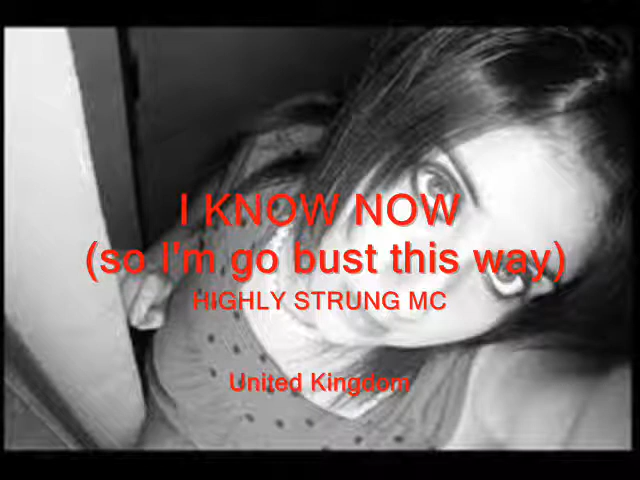 I KNOW NOW
(so I'm go bust this way)
HIGHLY STRUNG MC
United Kingdom